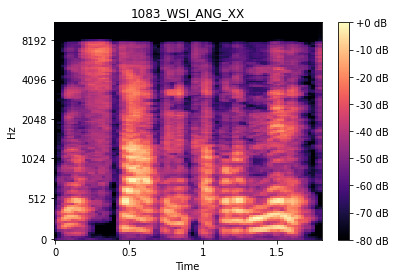 1083_WSI_ANG_XX
+0 dB
8192
-10 dB
4096
-20 dB
-30 dB
2048
Hz
-40 dB
1024
-50 dB
512
-60 dB
-70 dB
0
-80 dB
0 0.5 1 1.5
Time